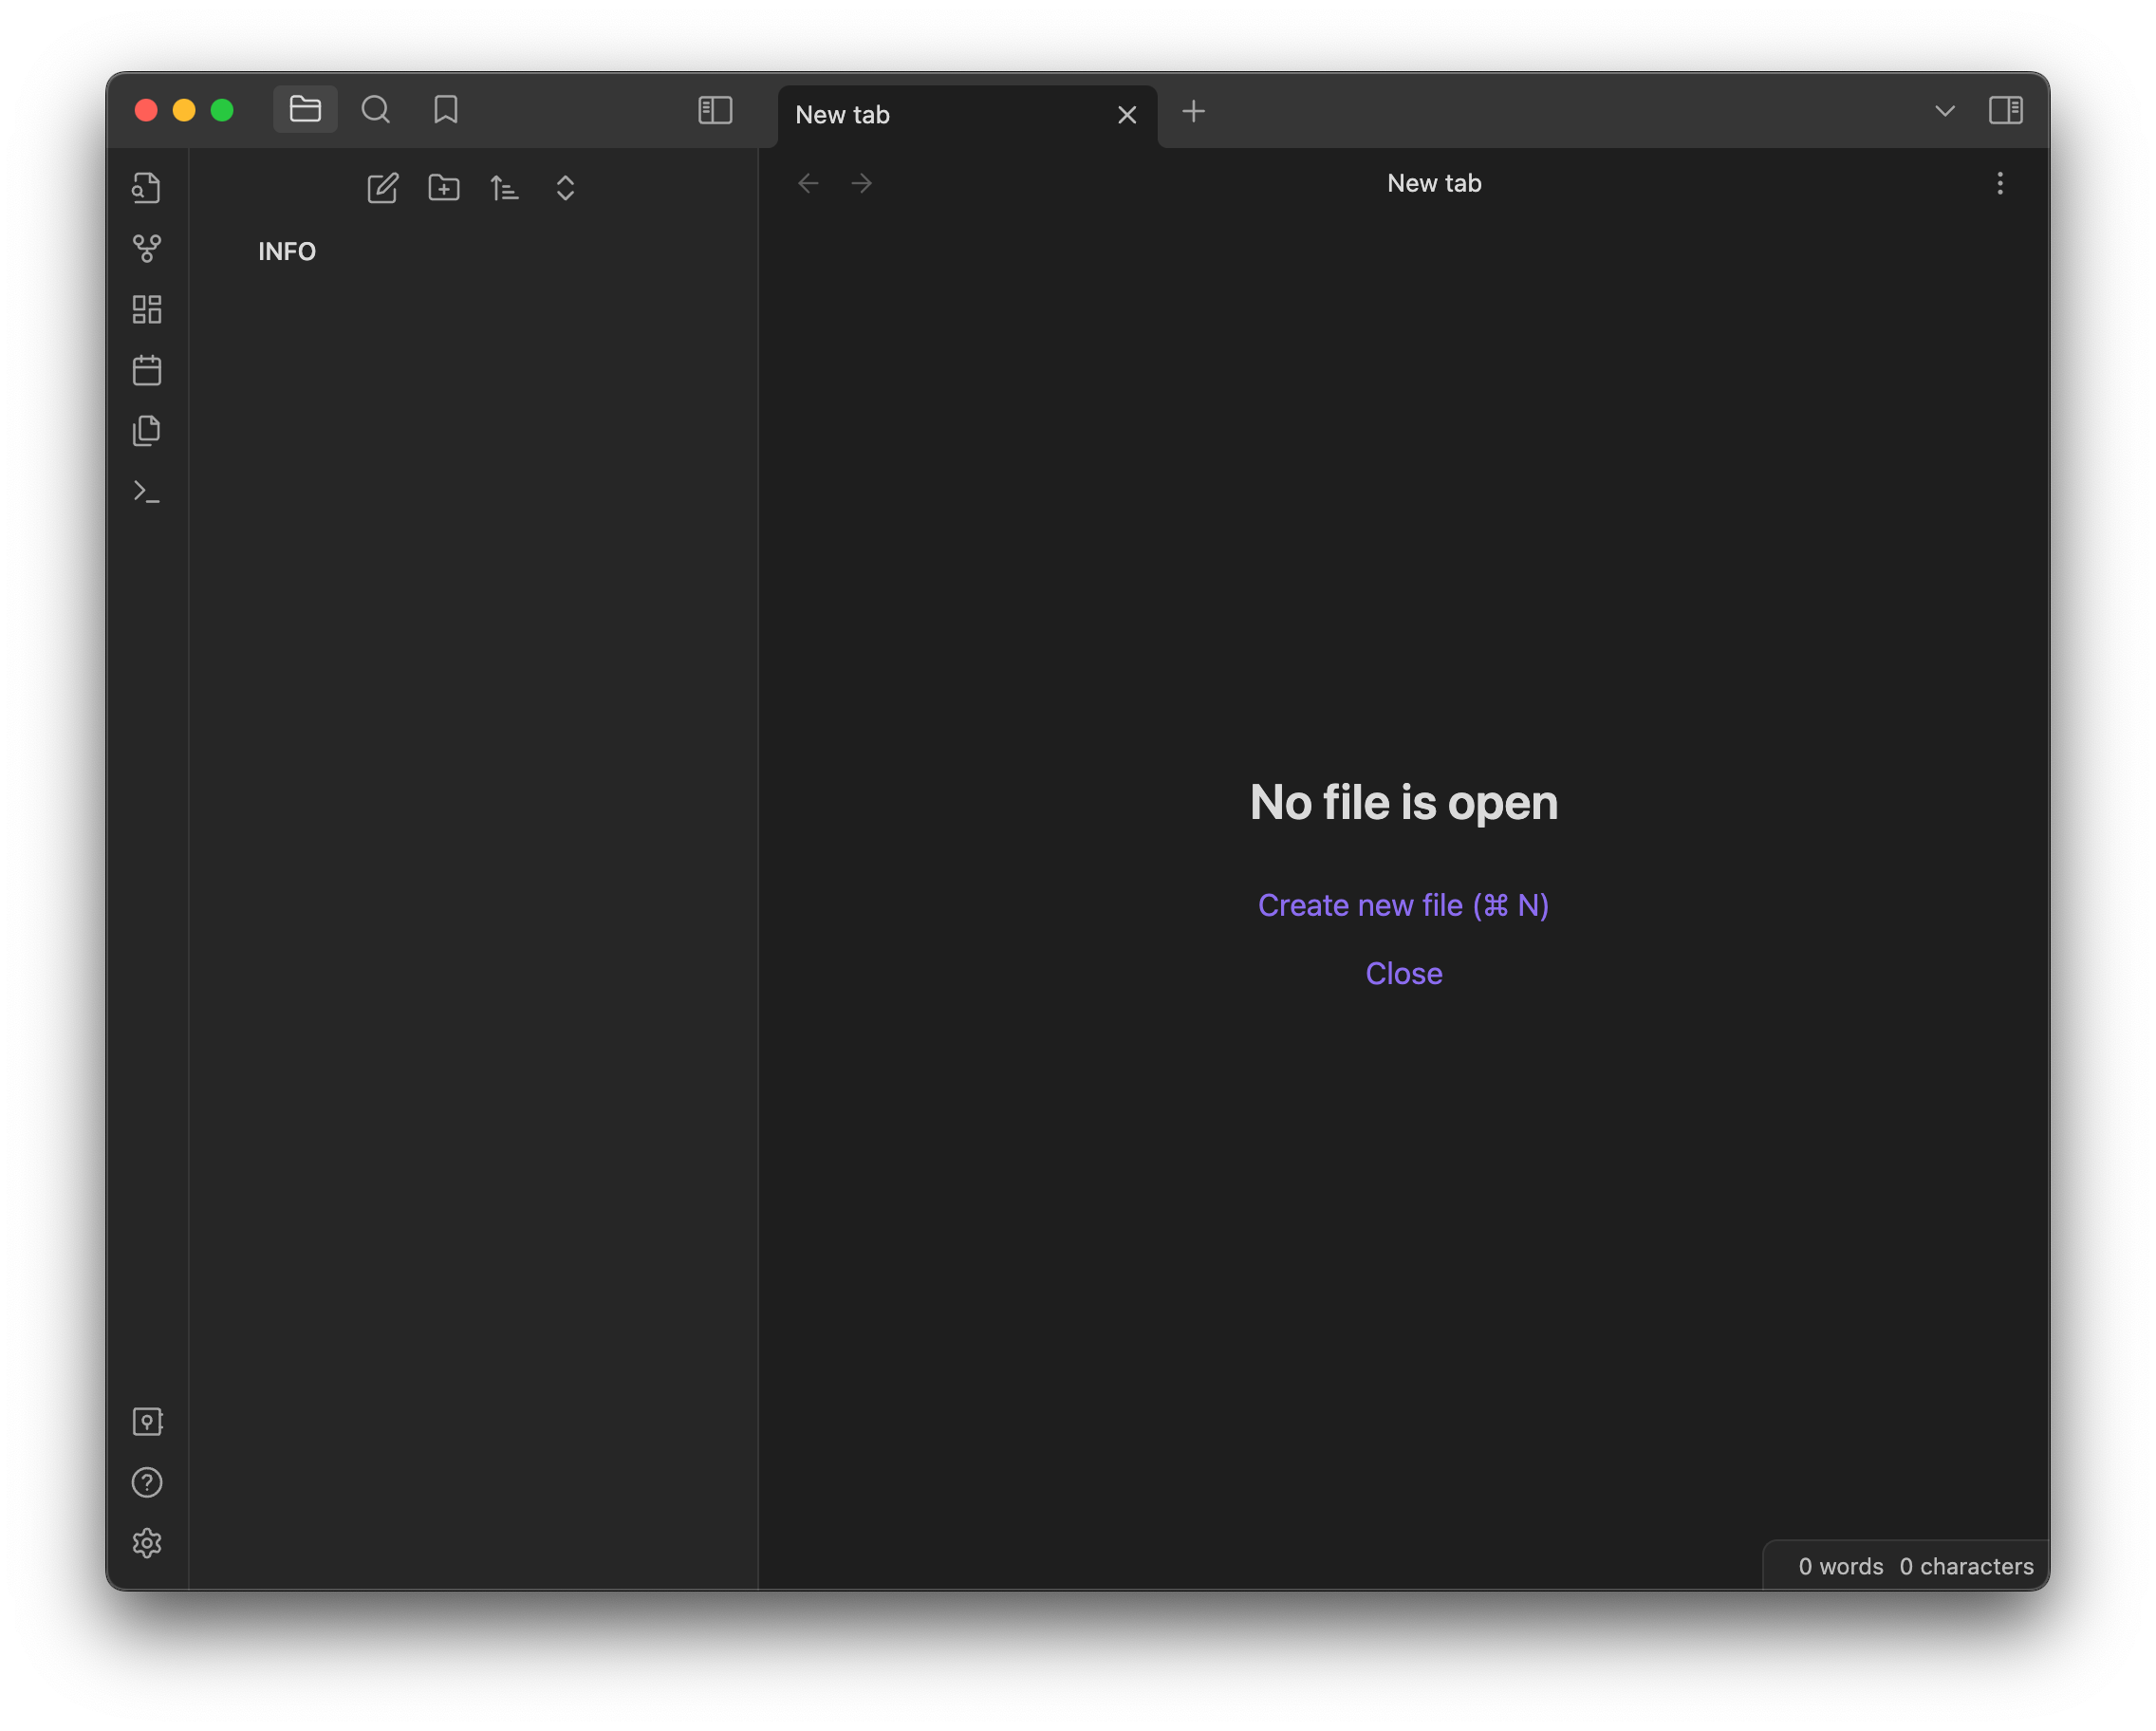 New tab
New tab
INFO
No file is open
Create new file (⌘ N)
Close
0 words 0 characters